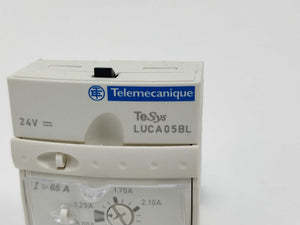 Telemecanique
TeSys
24V ⎓ LUCA05BL
I > 65 A
1.70A
1.25A 2.10A